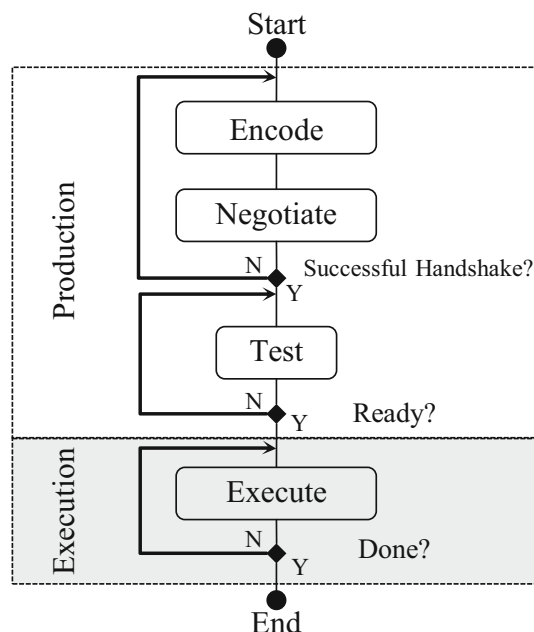 Start
Production
Encode
Negotiate
N
Successful Handshake?
Y
Test
N
Ready?
Y
Execution
Execute
N
Done?
Y
End